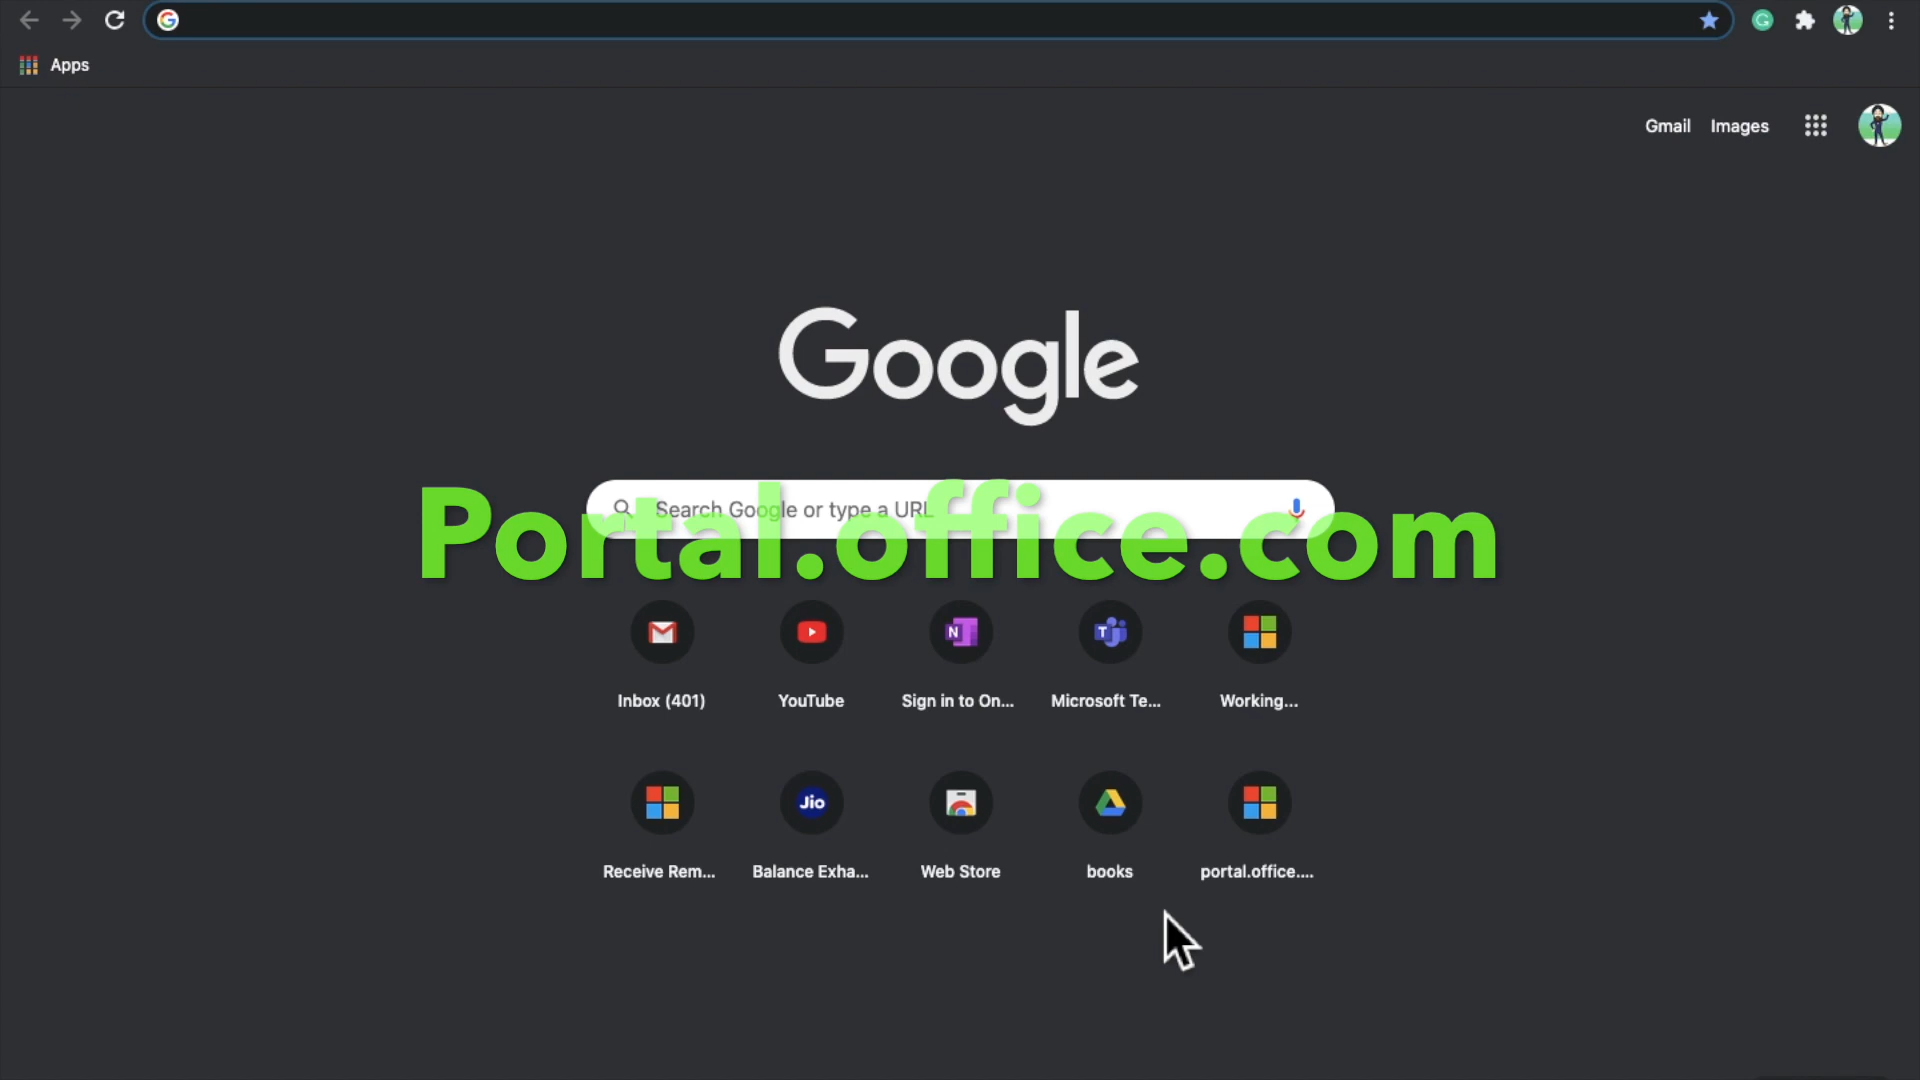 Apps
Gmail Images
Google
Search Google or type a URL
Portal.office.com
Inbox (401) YouTube Sign in to On... Microsoft Te... Working...
Jio
Receive Rem... Balance Exha... Web Store books portal.office....